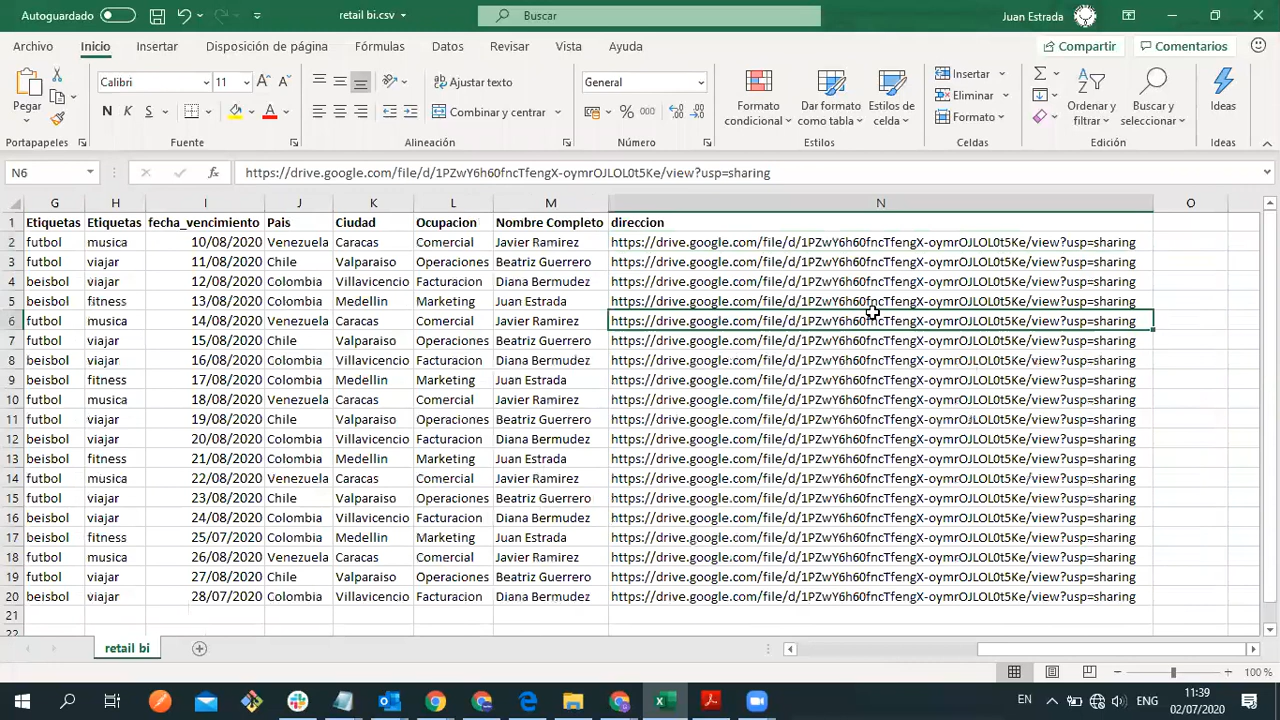 Autoguardado retail bi.csv Buscar Juan Estrada
Archivo Inicio Insertar Disposición de página Fórmulas Datos Revisar Vista Ayuda Compartir Comentarios
Pegar Calibri 11 Ajustar texto General Formato condicional Dar formato como tabla Estilos de celda Insertar Ordenar y filtrar Buscar y seleccionar Ideas
N K S Combinar y centrar % 000 Eliminar
Formato
Portapapeles Fuente Alineación Número Estilos Celdas Edición Ideas
N6 fx https://drive.google.com/file/d/1PZwY6h60fncTfengX-oymrOJLOL0t5Ke/view?usp=sharing
G H I J K L M N O
1 Etiquetas Etiquetas fecha_vencimiento Pais Ciudad Ocupacion Nombre Completo direccion
2 futbol musica 10/08/2020 Venezuela Caracas Comercial Javier Ramirez https://drive.google.com/file/d/1PZwY6h60fncTfengX-oymrOJLOL0t5Ke/view?usp=sharing
3 futbol viajar 11/08/2020 Chile Valparaiso Operaciones Beatriz Guerrero https://drive.google.com/file/d/1PZwY6h60fncTfengX-oymrOJLOL0t5Ke/view?usp=sharing
4 beisbol viajar 12/08/2020 Colombia Villavicencio Facturacion Diana Bermudez https://drive.google.com/file/d/1PZwY6h60fncTfengX-oymrOJLOL0t5Ke/view?usp=sharing
5 beisbol fitness 13/08/2020 Colombia Medellin Marketing Juan Estrada https://drive.google.com/file/d/1PZwY6h60fncTfengX-oymrOJLOL0t5Ke/view?usp=sharing
6 futbol musica 14/08/2020 Venezuela Caracas Comercial Javier Ramirez https://drive.google.com/file/d/1PZwY6h60fncTfengX-oymrOJLOL0t5Ke/view?usp=sharing
7 futbol viajar 15/08/2020 Chile Valparaiso Operaciones Beatriz Guerrero https://drive.google.com/file/d/1PZwY6h60fncTfengX-oymrOJLOL0t5Ke/view?usp=sharing
8 beisbol viajar 16/08/2020 Colombia Villavicencio Facturacion Diana Bermudez https://drive.google.com/file/d/1PZwY6h60fncTfengX-oymrOJLOL0t5Ke/view?usp=sharing
9 beisbol fitness 17/08/2020 Colombia Medellin Marketing Juan Estrada https://drive.google.com/file/d/1PZwY6h60fncTfengX-oymrOJLOL0t5Ke/view?usp=sharing
10 futbol musica 18/08/2020 Venezuela Caracas Comercial Javier Ramirez https://drive.google.com/file/d/1PZwY6h60fncTfengX-oymrOJLOL0t5Ke/view?usp=sharing
11 futbol viajar 19/08/2020 Chile Valparaiso Operaciones Beatriz Guerrero https://drive.google.com/file/d/1PZwY6h60fncTfengX-oymrOJLOL0t5Ke/view?usp=sharing
12 beisbol viajar 20/08/2020 Colombia Villavicencio Facturacion Diana Bermudez https://drive.google.com/file/d/1PZwY6h60fncTfengX-oymrOJLOL0t5Ke/view?usp=sharing
13 beisbol fitness 21/08/2020 Colombia Medellin Marketing Juan Estrada https://drive.google.com/file/d/1PZwY6h60fncTfengX-oymrOJLOL0t5Ke/view?usp=sharing
14 futbol musica 22/08/2020 Venezuela Caracas Comercial Javier Ramirez https://drive.google.com/file/d/1PZwY6h60fncTfengX-oymrOJLOL0t5Ke/view?usp=sharing
15 futbol viajar 23/08/2020 Chile Valparaiso Operaciones Beatriz Guerrero https://drive.google.com/file/d/1PZwY6h60fncTfengX-oymrOJLOL0t5Ke/view?usp=sharing
16 beisbol viajar 24/08/2020 Colombia Villavicencio Facturacion Diana Bermudez https://drive.google.com/file/d/1PZwY6h60fncTfengX-oymrOJLOL0t5Ke/view?usp=sharing
17 beisbol fitness 25/07/2020 Colombia Medellin Marketing Juan Estrada https://drive.google.com/file/d/1PZwY6h60fncTfengX-oymrOJLOL0t5Ke/view?usp=sharing
18 futbol musica 26/08/2020 Venezuela Caracas Comercial Javier Ramirez https://drive.google.com/file/d/1PZwY6h60fncTfengX-oymrOJLOL0t5Ke/view?usp=sharing
19 futbol viajar 27/08/2020 Chile Valparaiso Operaciones Beatriz Guerrero https://drive.google.com/file/d/1PZwY6h60fncTfengX-oymrOJLOL0t5Ke/view?usp=sharing
20 beisbol viajar 28/07/2020 Colombia Villavicencio Facturacion Diana Bermudez https://drive.google.com/file/d/1PZwY6h60fncTfengX-oymrOJLOL0t5Ke/view?usp=sharing
21
22
retail bi
100 %
EN ENG 11:39
02/07/2020